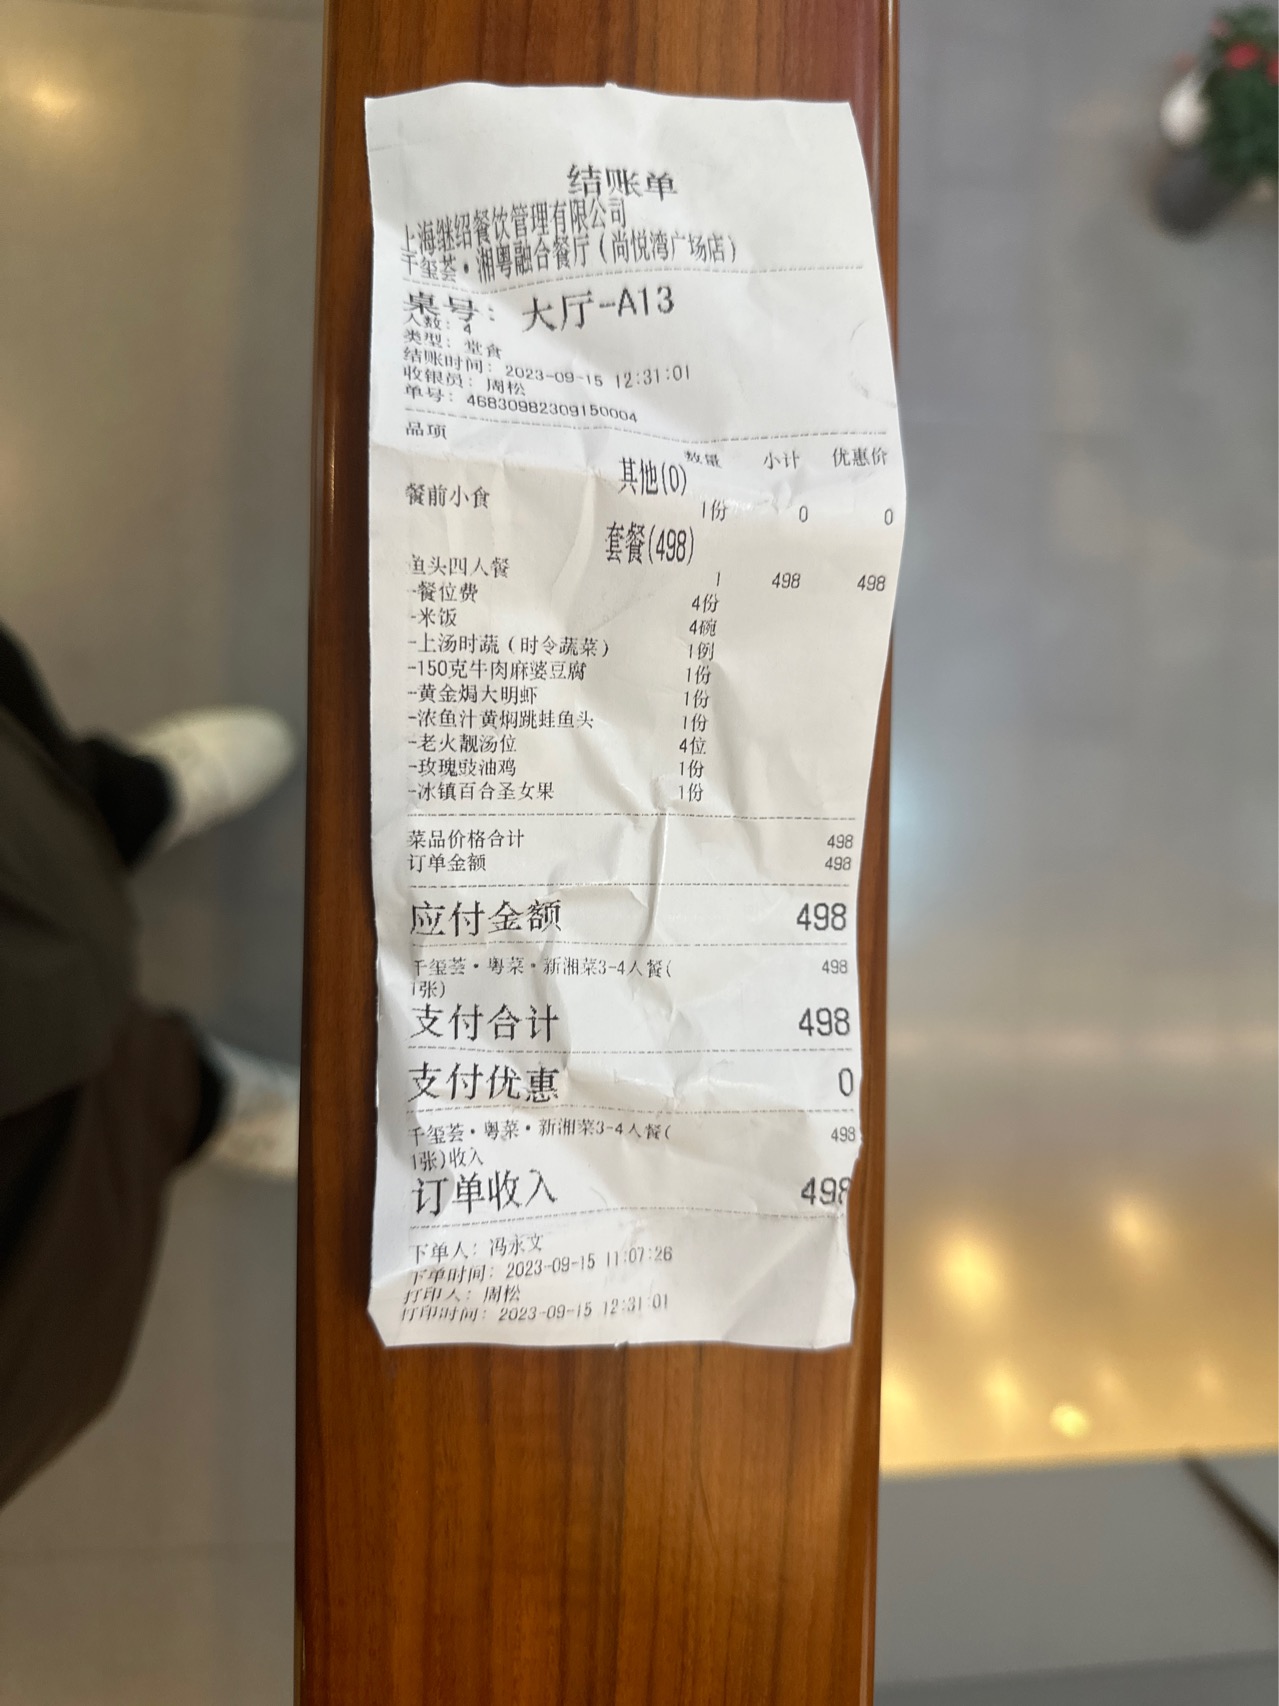 结账单
上海继绍餐饮管理有限公司
千玺荟·湘粤融合餐厅(尚悦湾广场店)
桌号: 大厅-A13
人数: 4
类型: 堂食
结账时间: 2023-09-15 12:31:01
收银员: 周松
单号: 46830982309150004
品项 数量 小计 优惠价
其他(0)
餐前小食 1份 0 0
套餐(498)
鱼头四人餐 1 498 498
-餐位费 4份
-米饭 4碗
-上汤时蔬(时令蔬菜) 1例
-150克牛肉麻婆豆腐 1份
-黄金焗大明虾 1份
-浓鱼汁黄焖跳蛙鱼头 1份
-老火靓汤位 4位
-玫瑰豉油鸡 1份
-冰镇百合圣女果 1份
菜品价格合计 498
订单金额 498
应付金额 498
千玺荟·粤菜·新湘菜3-4人餐( 498
1张)
支付合计 498
支付优惠 0
千玺荟·粤菜·新湘菜3-4人餐( 498
1张)收入
订单收入 498
下单人: 冯永文
下单时间: 2023-09-15 11:07:26
打印人: 周松
打印时间: 2023-09-15 12:31:01